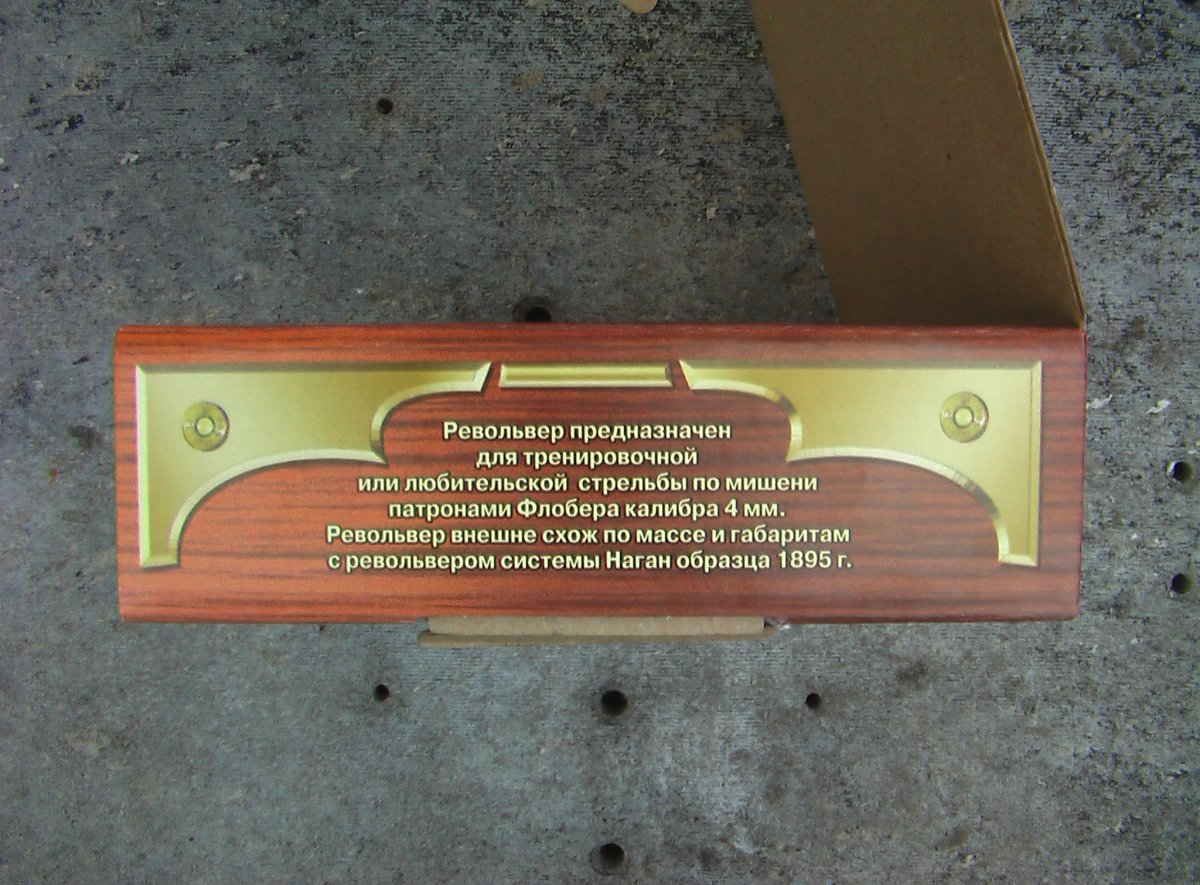 Револьвер предназначен
для тренировочной
или любительской стрельбы по мишени
патронами Флобера калибра 4 мм.
Револьвер внешне схож по массе и габаритам
с револьвером системы Наган образца 1895 г.